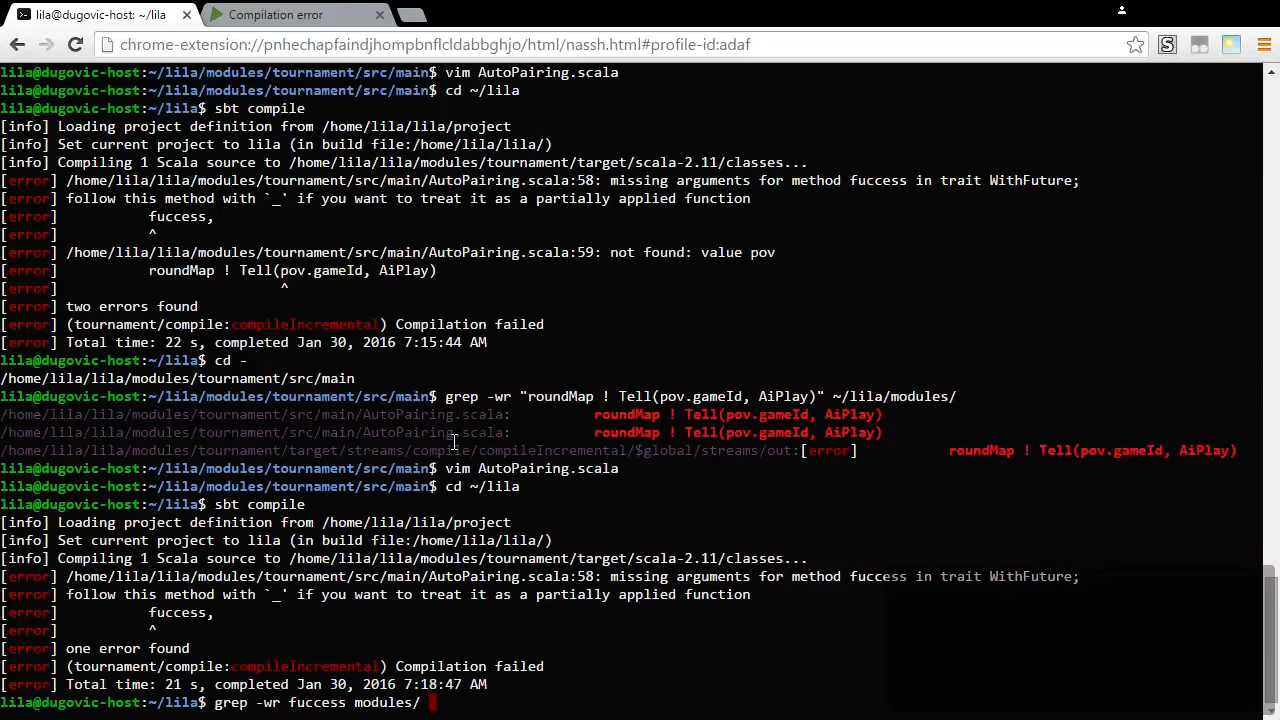 lila@dugovic-host: ~/lila
Compilation error
chrome-extension://pnhechapfaindjhompbnflcldabbghjo/html/nassh.html#profile-id:adaf
lila@dugovic-host:~/lila/modules/tournament/src/main$ vim AutoPairing.scala
lila@dugovic-host:~/lila/modules/tournament/src/main$ cd ~/lila
lila@dugovic-host:~/lila$ sbt compile
[info] Loading project definition from /home/lila/lila/project
[info] Set current project to lila (in build file:/home/lila/lila/)
[info] Compiling 1 Scala source to /home/lila/lila/modules/tournament/target/scala-2.11/classes...
[error] /home/lila/lila/modules/tournament/src/main/AutoPairing.scala:58: missing arguments for method fuccess in trait WithFuture;
[error] follow this method with `_' if you want to treat it as a partially applied function
[error]           fuccess,
[error]           ^
[error] /home/lila/lila/modules/tournament/src/main/AutoPairing.scala:59: not found: value pov
[error]           roundMap ! Tell(pov.gameId, AiPlay)
[error]                           ^
[error] two errors found
[error] (tournament/compile:compileIncremental) Compilation failed
[error] Total time: 22 s, completed Jan 30, 2016 7:15:44 AM
lila@dugovic-host:~/lila$ cd -
/home/lila/lila/modules/tournament/src/main
lila@dugovic-host:~/lila/modules/tournament/src/main$ grep -wr "roundMap ! Tell(pov.gameId, AiPlay)" ~/lila/modules/
/home/lila/lila/modules/tournament/src/main/AutoPairing.scala:          roundMap ! Tell(pov.gameId, AiPlay)
/home/lila/lila/modules/tournament/src/main/AutoPairing.scala:          roundMap ! Tell(pov.gameId, AiPlay)
/home/lila/lila/modules/tournament/target/streams/compile/compileIncremental/$global/streams/out:[error]           roundMap ! Tell(pov.gameId, AiPlay)
lila@dugovic-host:~/lila/modules/tournament/src/main$ vim AutoPairing.scala
lila@dugovic-host:~/lila/modules/tournament/src/main$ cd ~/lila
lila@dugovic-host:~/lila$ sbt compile
[info] Loading project definition from /home/lila/lila/project
[info] Set current project to lila (in build file:/home/lila/lila/)
[info] Compiling 1 Scala source to /home/lila/lila/modules/tournament/target/scala-2.11/classes...
[error] /home/lila/lila/modules/tournament/src/main/AutoPairing.scala:58: missing arguments for method fuccess in trait WithFuture;
[error] follow this method with `_' if you want to treat it as a partially applied function
[error]           fuccess,
[error]           ^
[error] one error found
[error] (tournament/compile:compileIncremental) Compilation failed
[error] Total time: 21 s, completed Jan 30, 2016 7:18:47 AM
lila@dugovic-host:~/lila$ grep -wr fuccess modules/